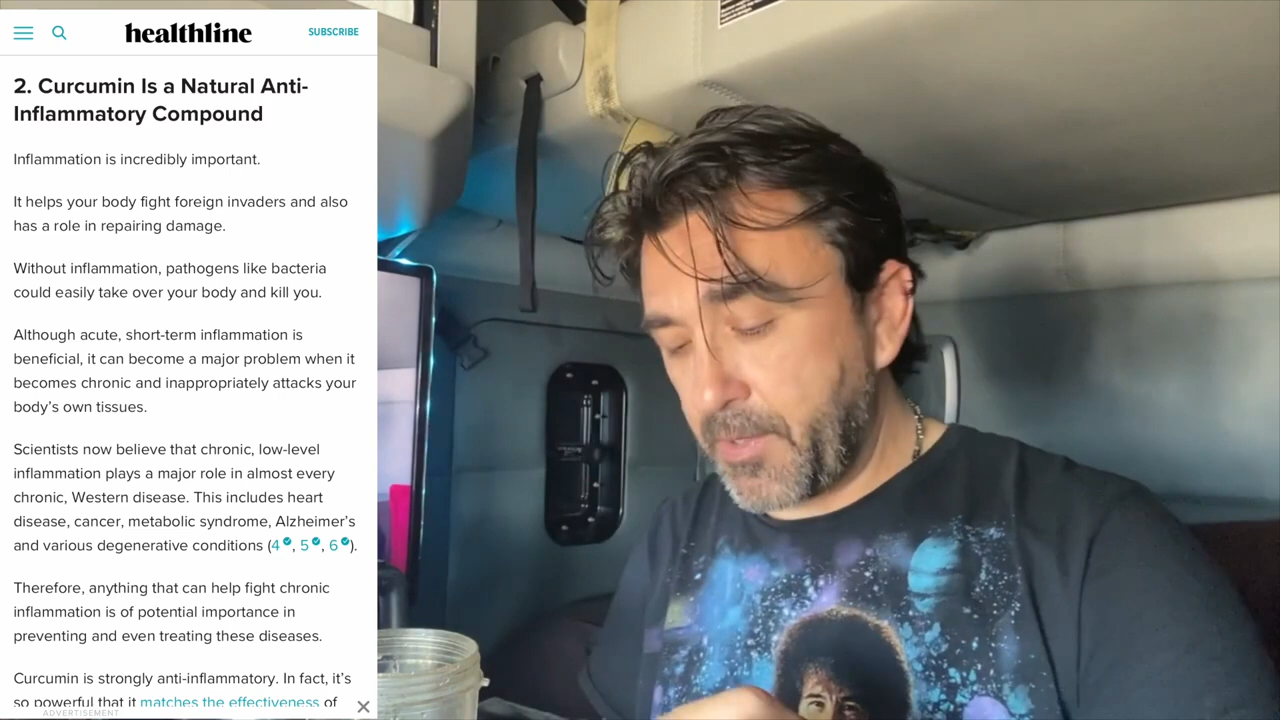 healthline
SUBSCRIBE
2. Curcumin Is a Natural Anti-
Inflammatory Compound
Inflammation is incredibly important.
It helps your body fight foreign invaders and also
has a role in repairing damage.
Without inflammation, pathogens like bacteria
could easily take over your body and kill you.
Although acute, short-term inflammation is
beneficial, it can become a major problem when it
becomes chronic and inappropriately attacks your
body’s own tissues.
Scientists now believe that chronic, low-level
inflammation plays a major role in almost every
chronic, Western disease. This includes heart
disease, cancer, metabolic syndrome, Alzheimer’s
and various degenerative conditions (4, 5, 6).
Therefore, anything that can help fight chronic
inflammation is of potential importance in
preventing and even treating these diseases.
Curcumin is strongly anti-inflammatory. In fact, it’s
so powerful that it matches the effectiveness of
ADVERTISEMENT